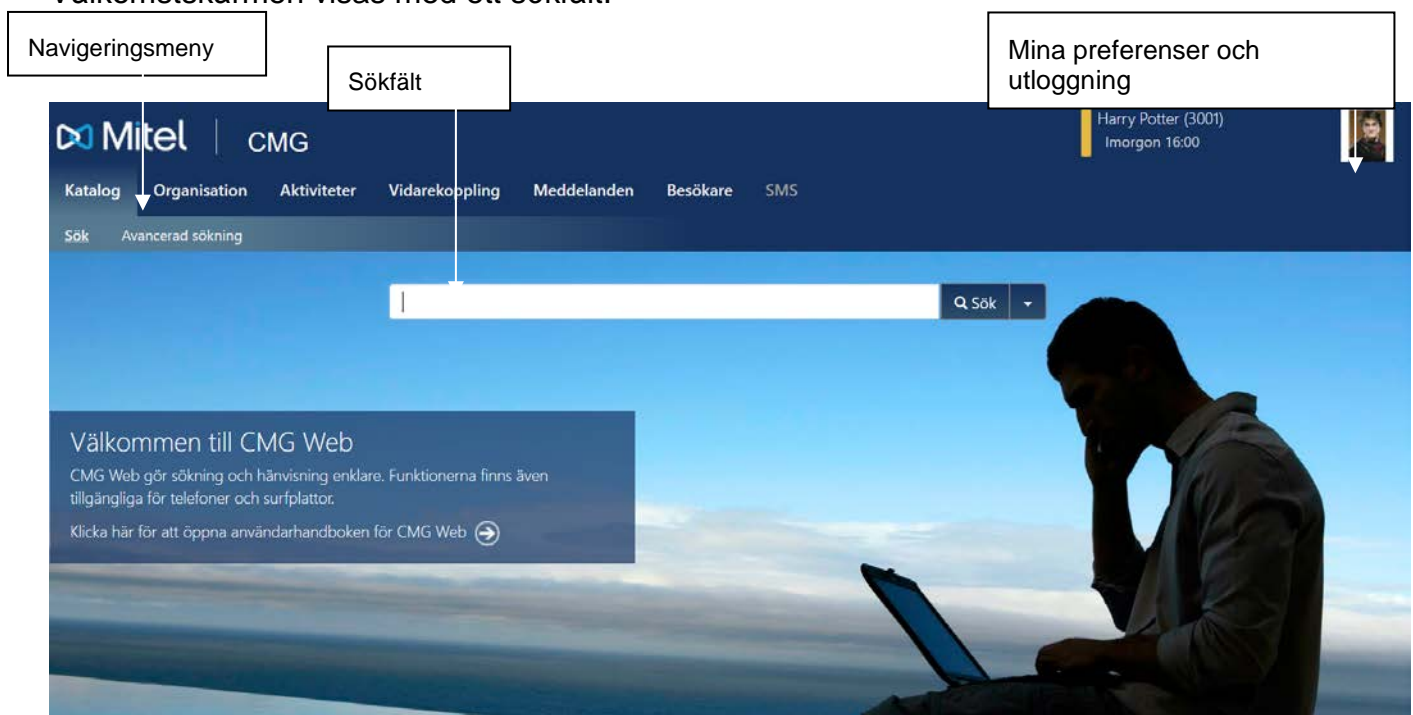 Välkomstskärmen visas med ett sökfält.
Navigeringsmeny
Sökfält
Mina preferenser och
utloggning
Mitel | CMG
Harry Potter (3001)
Imorgon 16:00
Katalog Organisation Aktiviteter Vidarekoppling Meddelanden Besökare SMS
Sök Avancerad sökning
Sök
Välkommen till CMG Web
CMG Web gör sökning och hänvisning enklare. Funktionerna finns även
tillgängliga för telefoner och surfplattor.
Klicka här för att öppna användarhandboken för CMG Web